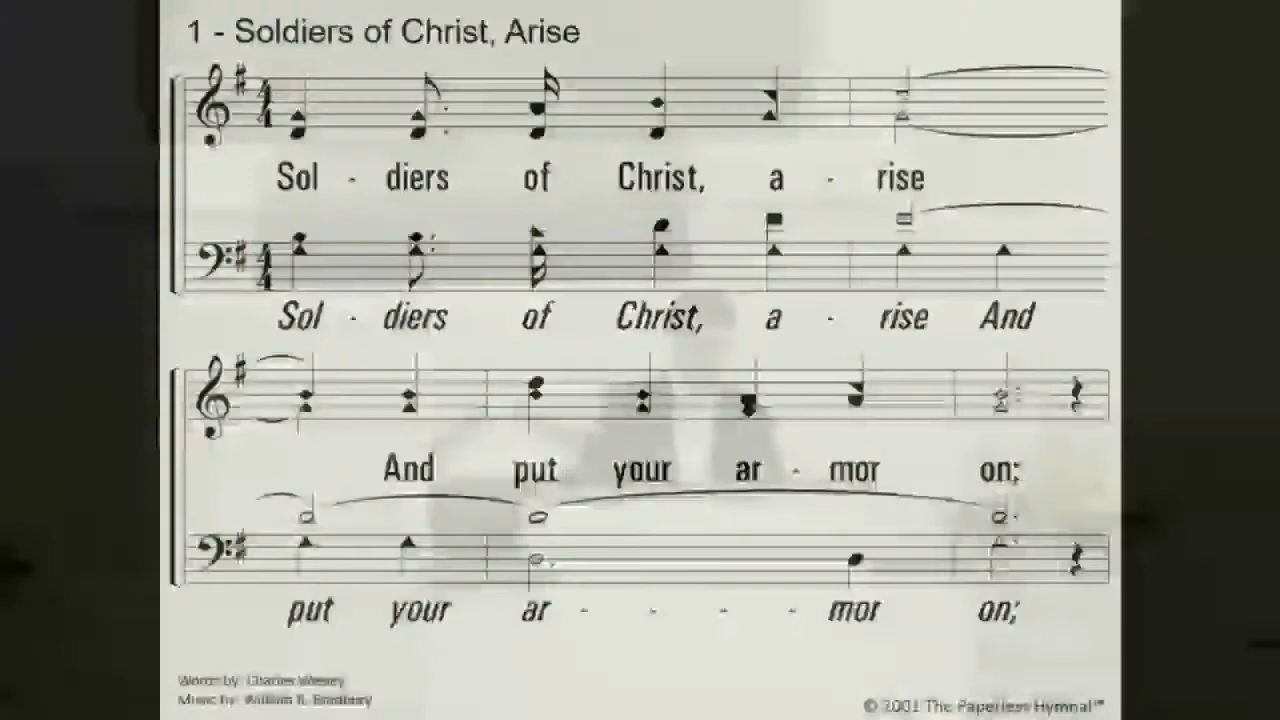 1 - Soldiers of Christ, Arise
Sol - diers of Christ, a - rise
Sol - diers of Christ, a - rise And
And put your ar - mor on;
put your ar - - - - mor on;
Words by: Charles Wesley
Music by: William B. Bradbury
© 2001 The Paperless Hymnal™